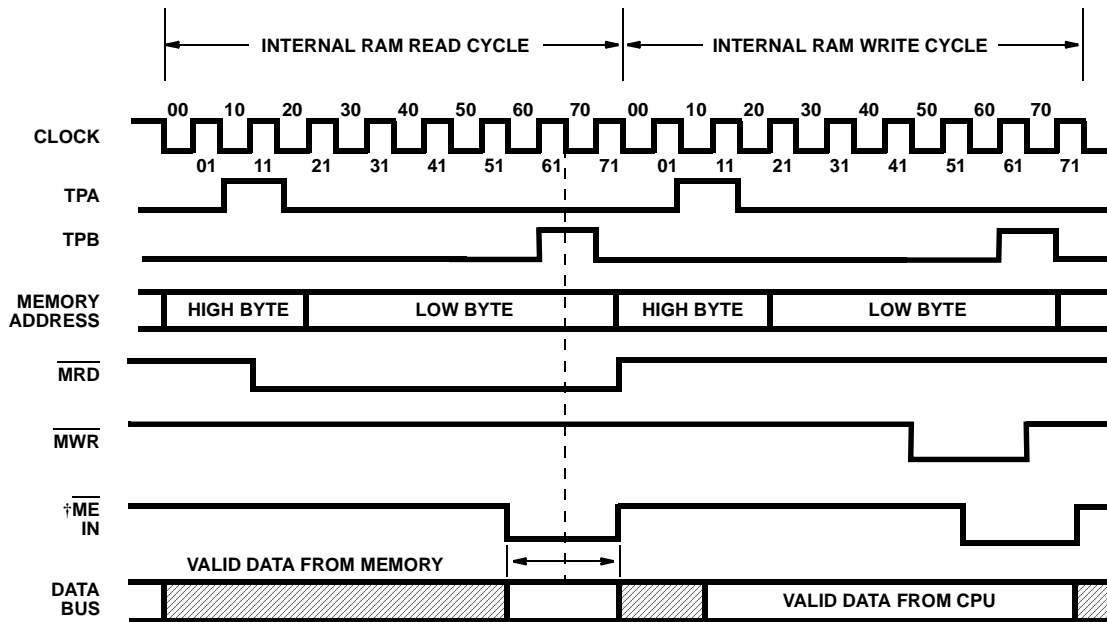 INTERNAL RAM READ CYCLE INTERNAL RAM WRITE CYCLE
00 10 20 30 40 50 60 70 00 10 20 30 40 50 60 70
CLOCK
01 11 21 31 41 51 61 71 01 11 21 31 41 51 61 71
TPA
TPB
MEMORY ADDRESS
HIGH BYTE LOW BYTE HIGH BYTE LOW BYTE
MRD
MWR
†ME
IN
VALID DATA FROM MEMORY
DATA
BUS
VALID DATA FROM CPU